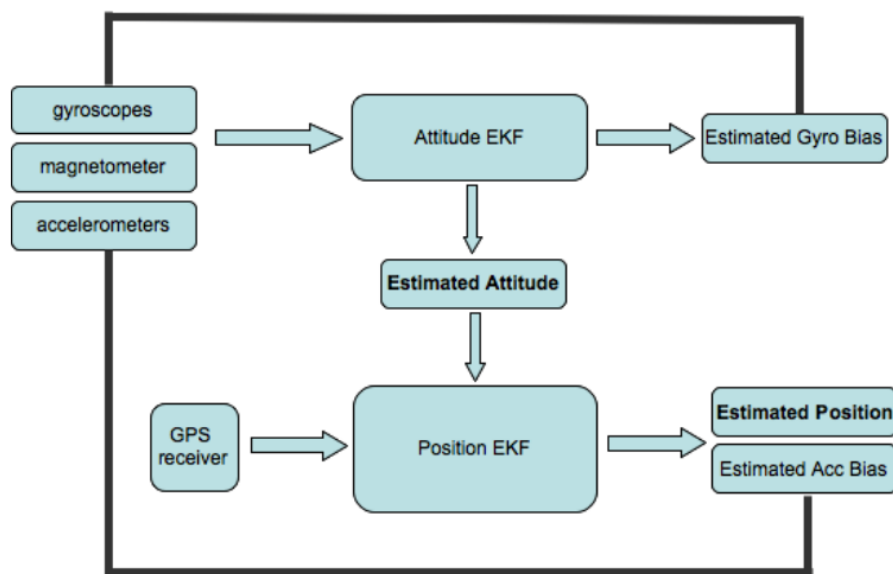 gyroscopes
magnetometer
accelerometers
Attitude EKF
Estimated Gyro Bias
Estimated Attitude
GPS
receiver
Position EKF
Estimated Position
Estimated Acc Bias